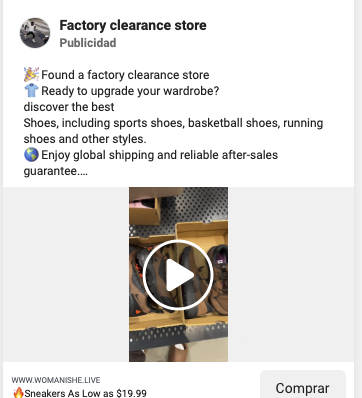 Factory clearance store
Publicidad
🎉Found a factory clearance store
👕Ready to upgrade your wardrobe?
discover the best
Shoes, including sports shoes, basketball shoes, running
shoes and other styles.
🌎Enjoy global shipping and reliable after-sales
guarantee....
WWW.WOMANISHE.LIVE
🔥Sneakers As Low as $19.99
Comprar